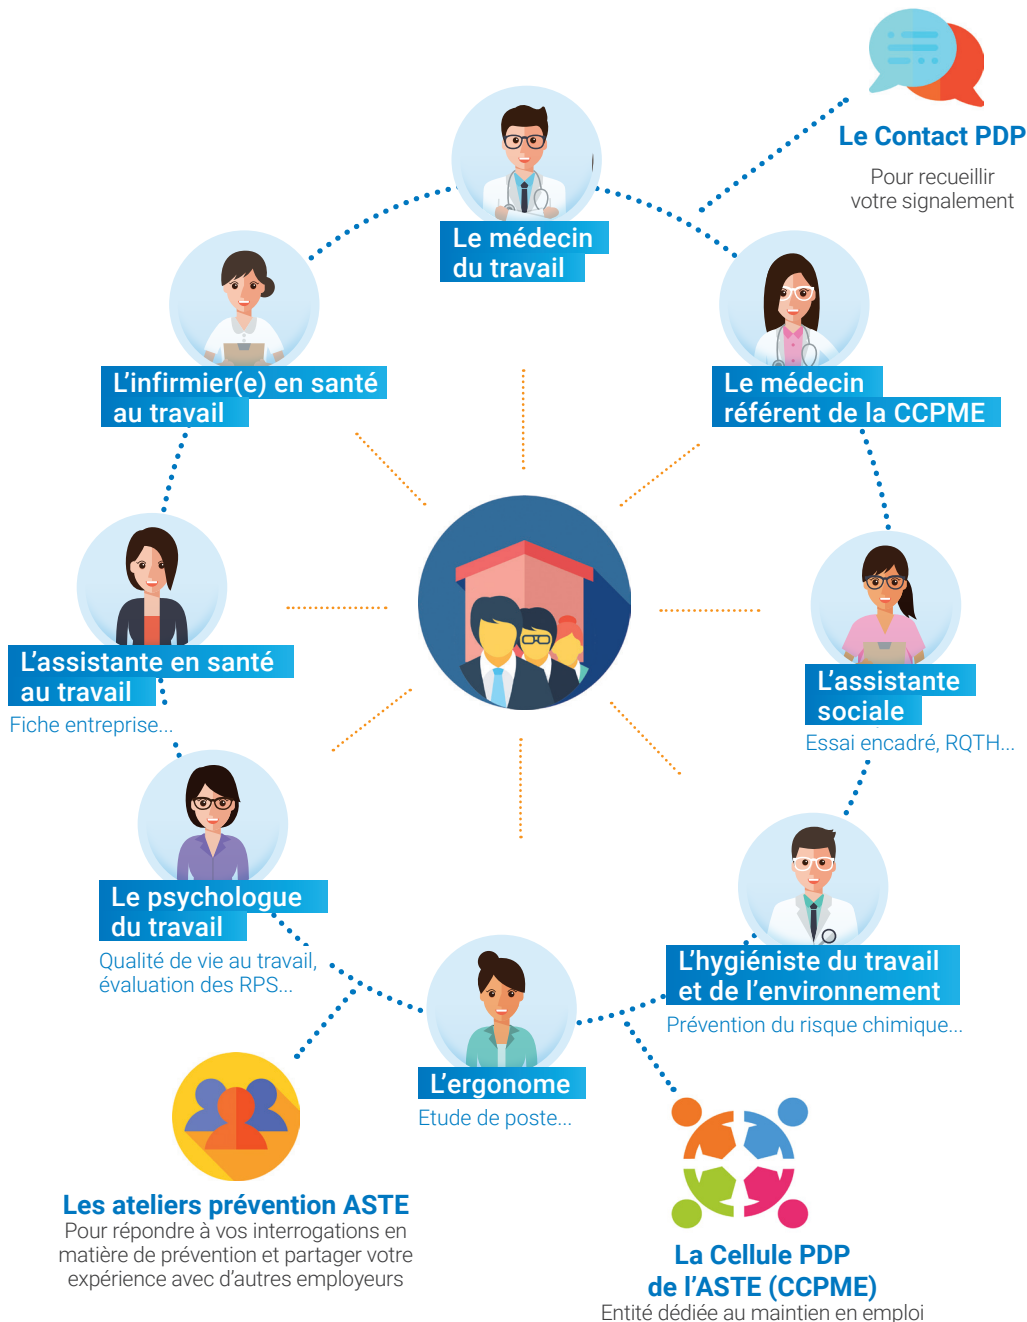 Le Contact PDP
Pour recueillir
votre signalement
Le médecin
du travail
L'infirmier(e) en santé
au travail
Le médecin
référent de la CCPME
L'assistante en santé
au travail
Fiche entreprise...
L'assistante
sociale
Essai encadré, RQTH...
Le psychologue
du travail
Qualité de vie au travail,
évaluation des RPS...
L'hygiéniste du travail
et de l'environnement
Prévention du risque chimique...
L'ergonome
Etude de poste...
Les ateliers prévention ASTE
Pour répondre à vos interrogations en
matière de prévention et partager votre
expérience avec d'autres employeurs
La Cellule PDP
de l'ASTE (CCPME)
Entité dédiée au maintien en emploi